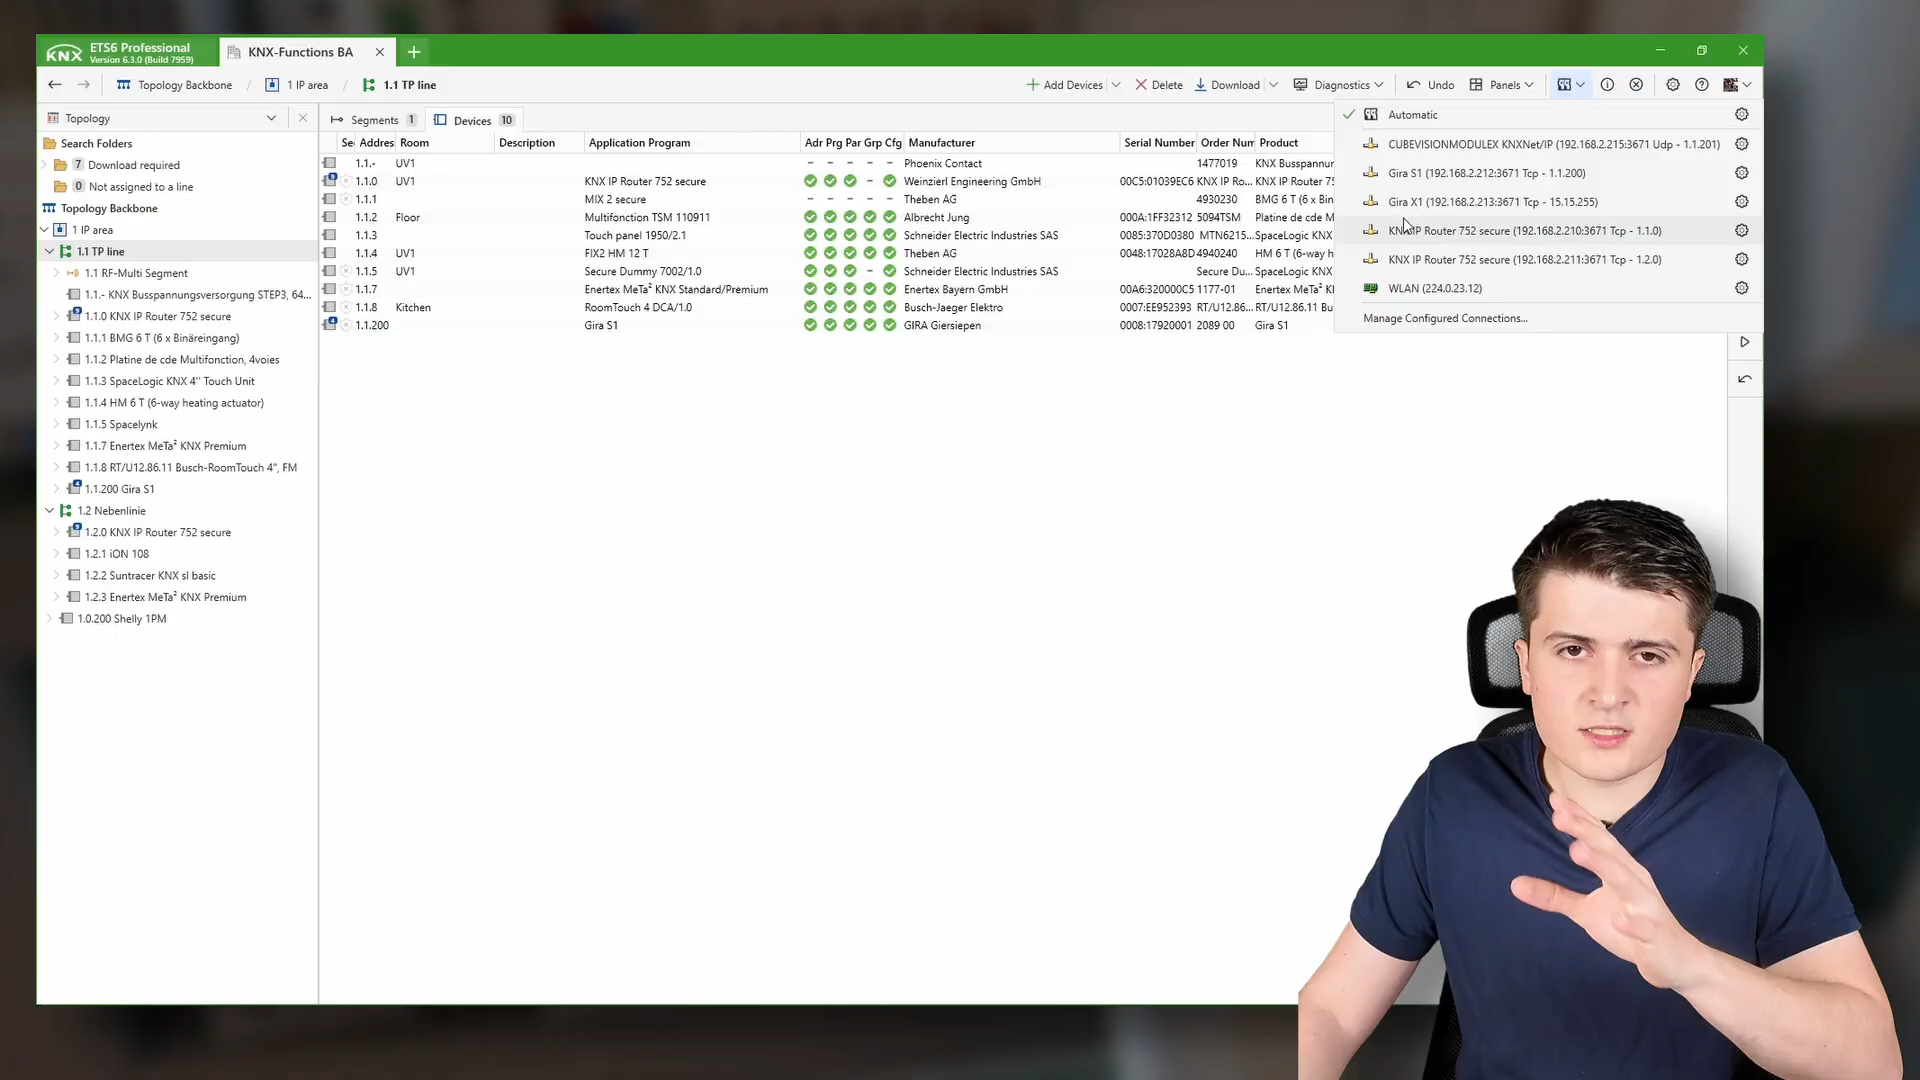 KNX ETS6 Professional
Version 6.3.0 (Build 7959)
KNX-Functions BA
Topology Backbone / 1 IP area / 1.1 TP line
Add Devices Delete Download Diagnostics Undo Panels
Topology
Search Folders
7 Download required
0 Not assigned to a line
Topology Backbone
1 IP area
1.1 TP line
1.1 RF-Multi Segment
1.1.- KNX Busspannungsversorgung STEP3, 64...
1.1.0 KNX IP Router 752 secure
1.1.1 BMG 6 T (6 x Binäreingang)
1.1.2 Platine de cde Multifonction, 4voies
1.1.3 SpaceLogic KNX 4'' Touch Unit
1.1.4 HM 6 T (6-way heating actuator)
1.1.5 Spacelynk
1.1.7 Enertex MeTa² KNX Premium
1.1.8 RT/U12.86.11 Busch-RoomTouch 4", FM
1.1.200 Gira S1
1.2 Nebenlinie
1.2.0 KNX IP Router 752 secure
1.2.1 iON 108
1.2.2 Suntracer KNX sl basic
1.2.3 Enertex MeTa² KNX Premium
1.0.200 Shelly 1PM
Segments 1 Devices 10
Se Addres Room Description Application Program Adr Prg Par Grp Cfg Manufacturer Serial Number Order Num Product
1.1.- UV1 - - - - - Phoenix Contact 1477019 KNX Busspannur
1.1.0 UV1 KNX IP Router 752 secure - Weinzierl Engineering GmbH 00C5:01039EC6 KNX IP Ro... KNX IP Router 75
1.1.1 MIX 2 secure - - - - - Theben AG 4930230 BMG 6 T (6 x Bin
1.1.2 Floor Multifonction TSM 110911 Albrecht Jung 000A:1FF32312 5094TSM Platine de cde M
1.1.3 Touch panel 1950/2.1 Schneider Electric Industries SAS 0085:370D0380 MTN6215... SpaceLogic KNX
1.1.4 UV1 FIX2 HM 12 T Theben AG 0048:17028A8D 4940240 HM 6 T (6-way h
1.1.5 UV1 Secure Dummy 7002/1.0 - Schneider Electric Industries SAS Secure Du... SpaceLogic KNX
1.1.7 Enertex MeTa² KNX Standard/Premium Enertex Bayern GmbH 00A6:320000C5 1177-01 Enertex MeTa² K
1.1.8 Kitchen RoomTouch 4 DCA/1.0 Busch-Jaeger Elektro 0007:EE952393 RT/U12.86... RT/U12.86.11 Bu
1.1.200 Gira S1 GIRA Giersiepen 0008:17920001 2089 00 Gira S1
Automatic
CUBEVISIONMODULEX KNXNet/IP (192.168.2.215:3671 Udp - 1.1.201)
Gira S1 (192.168.2.212:3671 Tcp - 1.1.200)
Gira X1 (192.168.2.213:3671 Tcp - 15.15.255)
KNX IP Router 752 secure (192.168.2.210:3671 Tcp - 1.1.0)
KNX IP Router 752 secure (192.168.2.211:3671 Tcp - 1.2.0)
WLAN (224.0.23.12)
Manage Configured Connections...